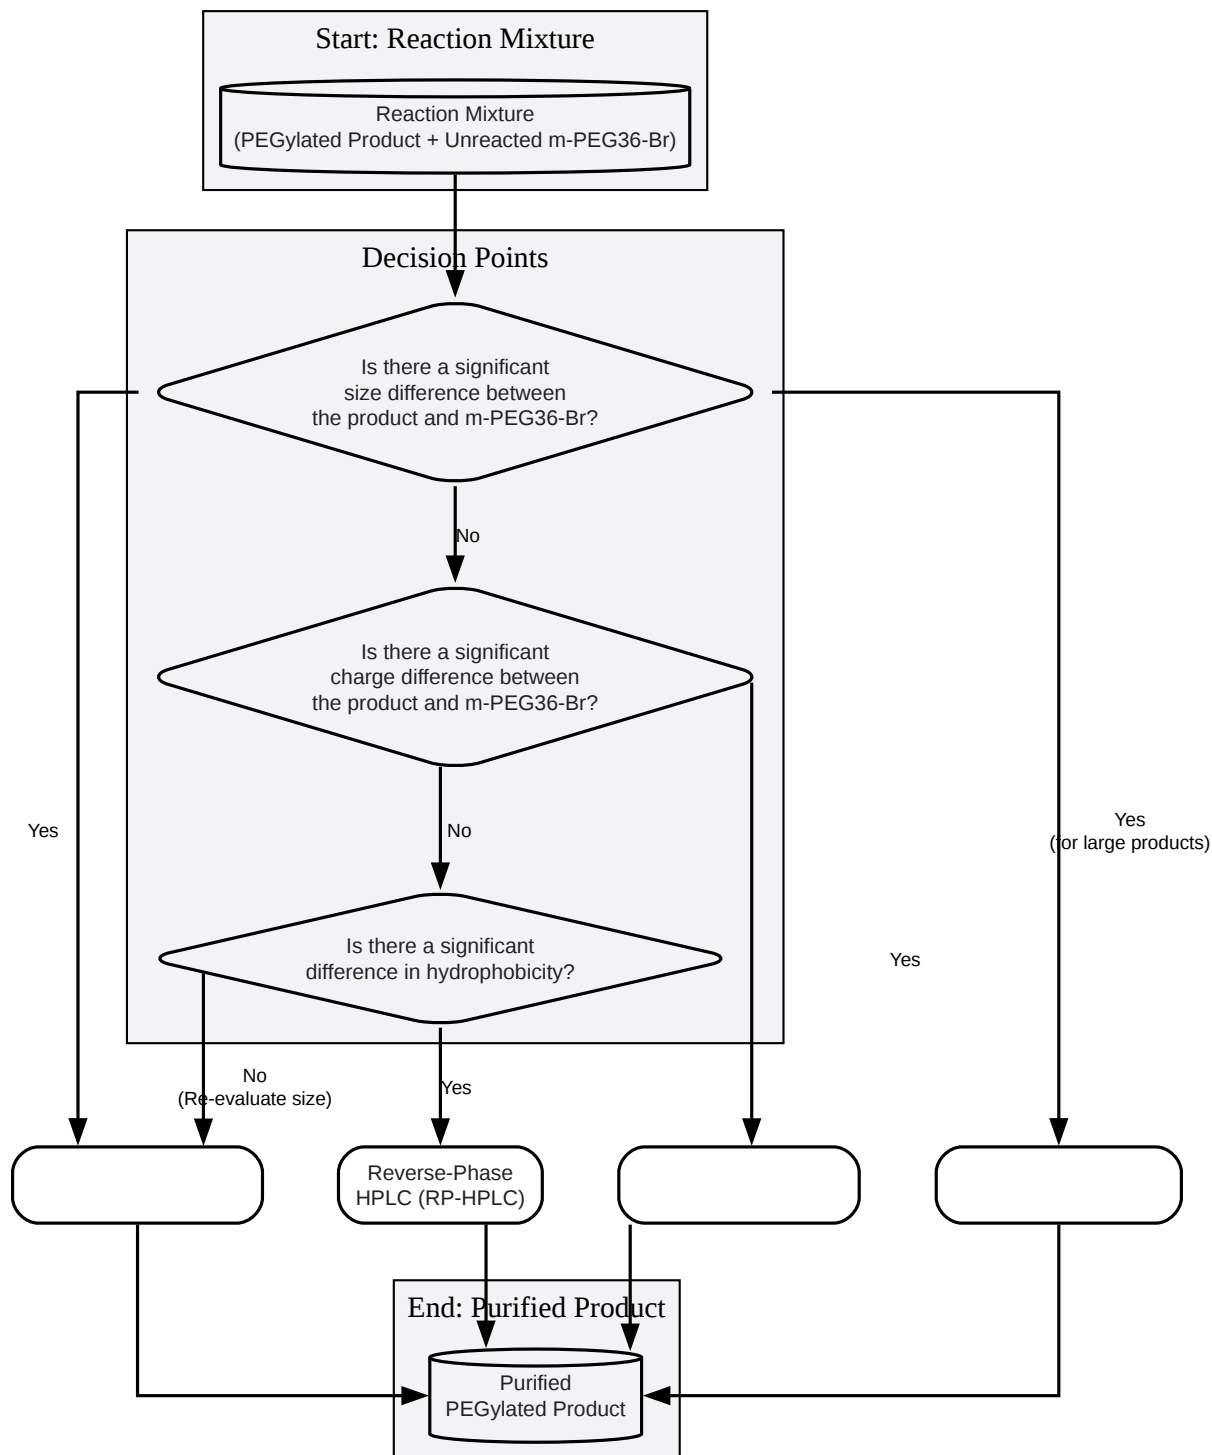 Start: Reaction Mixture
Reaction Mixture
(PEGylated Product + Unreacted m-PEG36-Br)
Decision Points
Is there a significant
size difference between
the product and m-PEG36-Br?
No
Is there a significant
charge difference between
the product and m-PEG36-Br?
Yes
No
Yes
(for large products)
Is there a significant
difference in hydrophobicity?
Yes
No
(Re-evaluate size)
Yes
Reverse-Phase
HPLC (RP-HPLC)
End: Purified Product
Purified
PEGylated Product